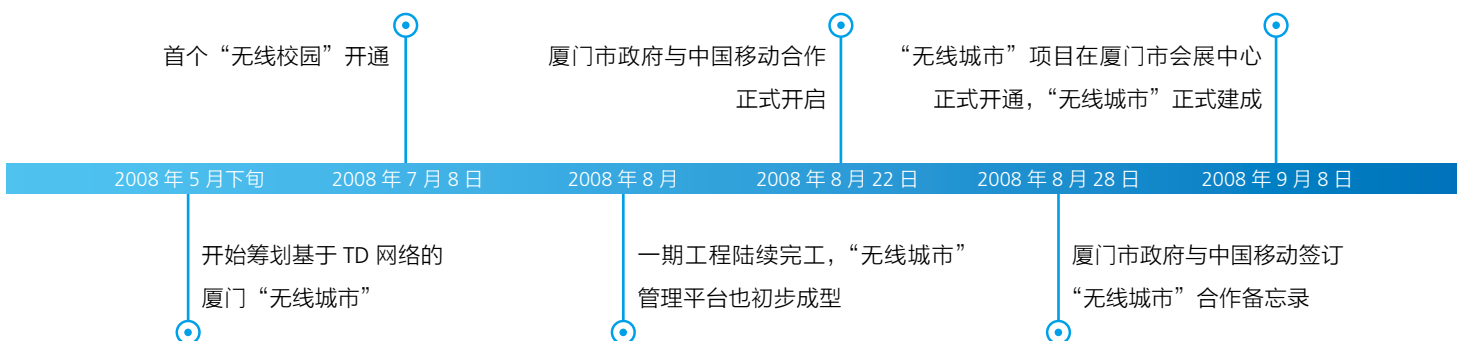 首个“无线校园”开通
厦门市政府与中国移动合作
正式开启
“无线城市”项目在厦门市会展中心
正式开通，“无线城市”正式建成
2008 年 5 月下旬
2008 年 7 月 8 日
2008 年 8 月
2008 年 8 月 22 日
2008 年 8 月 28 日
2008 年 9 月 8 日
开始筹划基于 TD 网络的
厦门“无线城市”
一期工程陆续完工，“无线城市”
管理平台也初步成型
厦门市政府与中国移动签订
“无线城市”合作备忘录